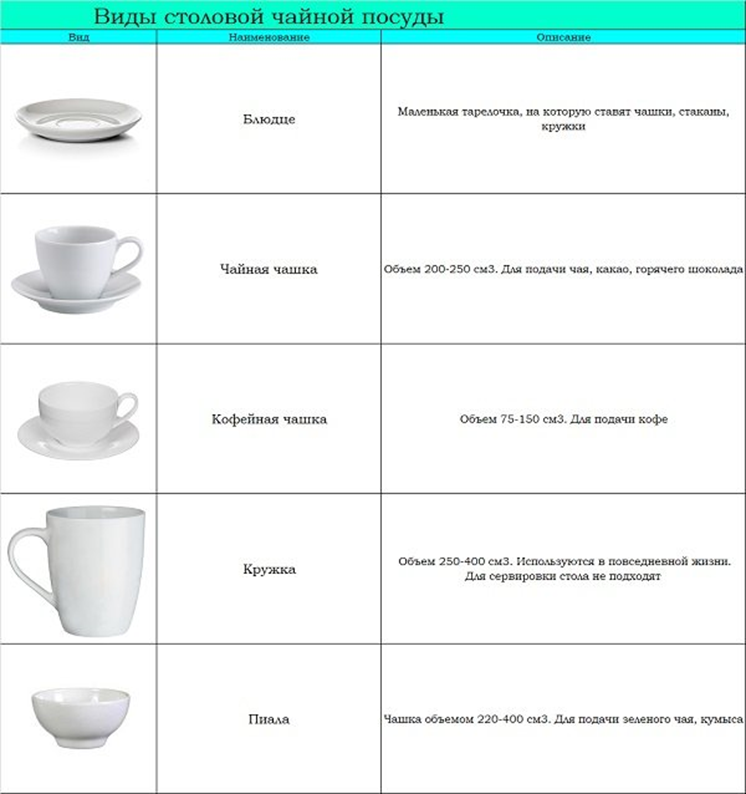 Виды столовой чайной посуды
Вид Наименование Описание
Блюдце
Маленькая тарелочка, на которую ставят чашки, стаканы,
кружки
Чайная чашка
Объем 200-250 см3. Для подачи чая, какао, горячего шоколада
Кофейная чашка
Объем 75-150 см3. Для подачи кофе
Кружка
Объем 250-400 см3. Используются в повседневной жизни.
Для сервировки стола не подходят
Пиала
Чашка объемом 220-400 см3. Для подачи зеленого чая, кумыса